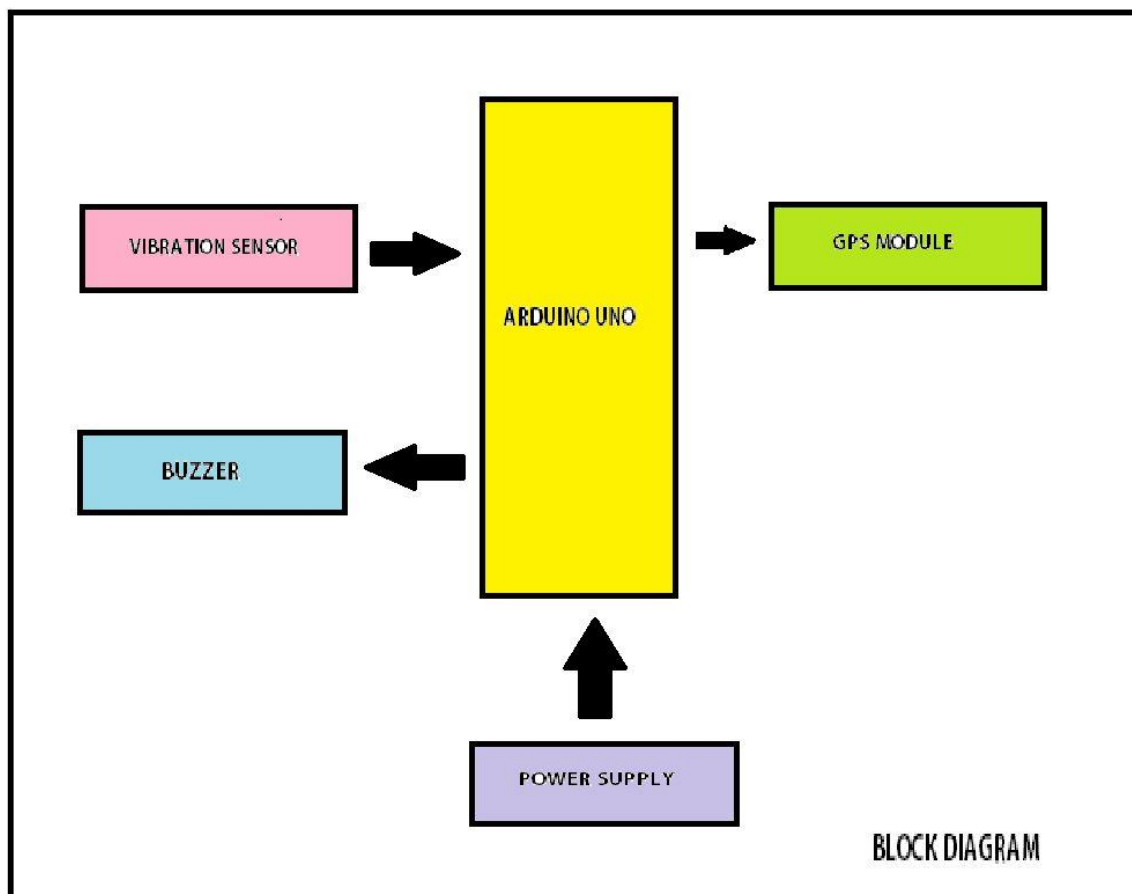 VIBRATION SENSOR
GPS MODULE
ARDUINO UNO
BUZZER
POWER SUPPLY
BLOCK DIAGRAM